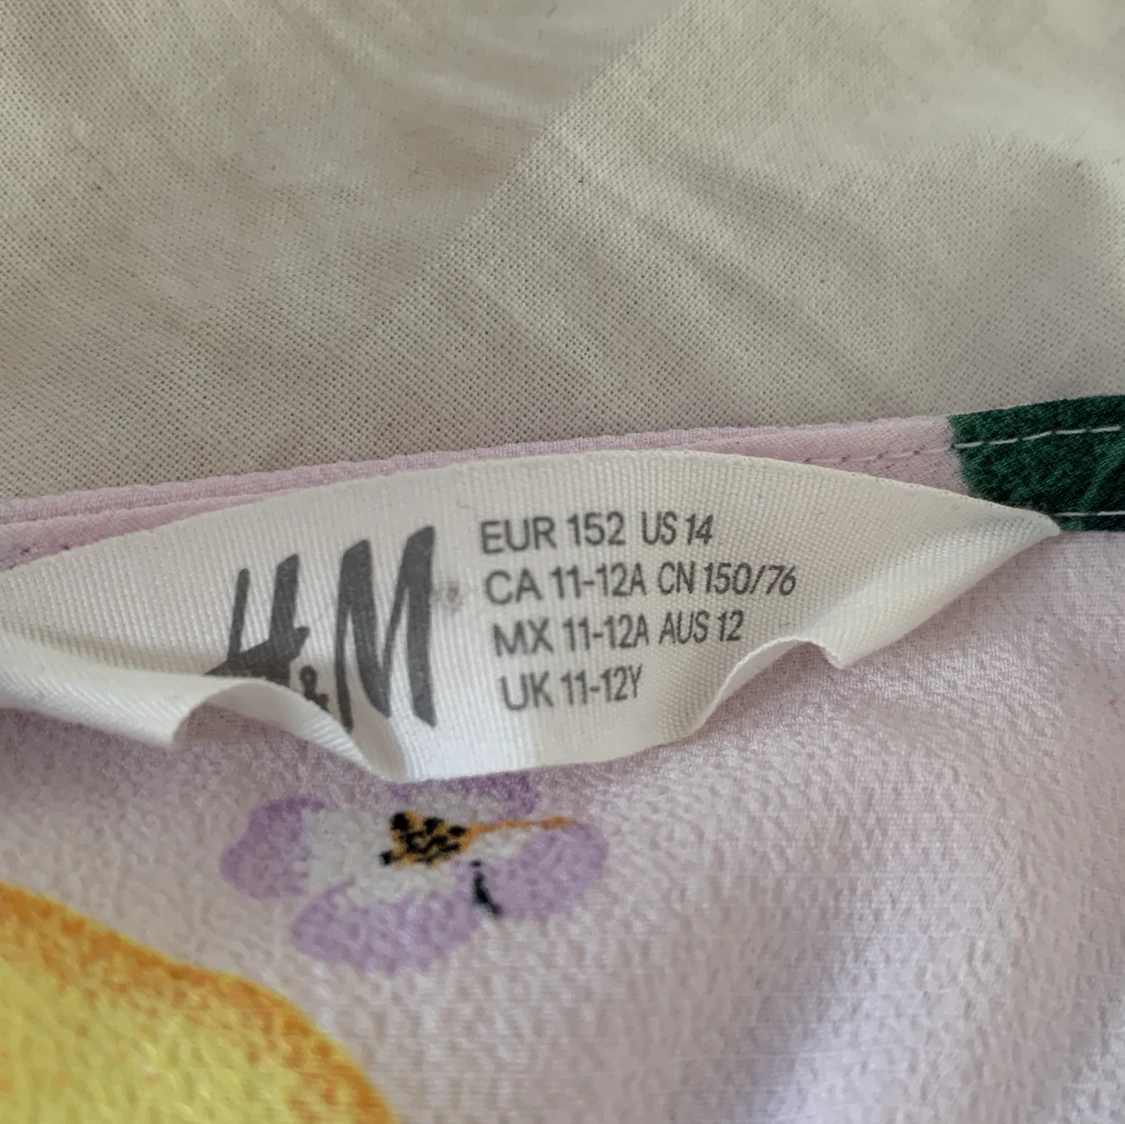 H&M
EUR 152 US 14
CA 11-12A CN 150/76
MX 11-12A AUS 12
UK 11-12Y